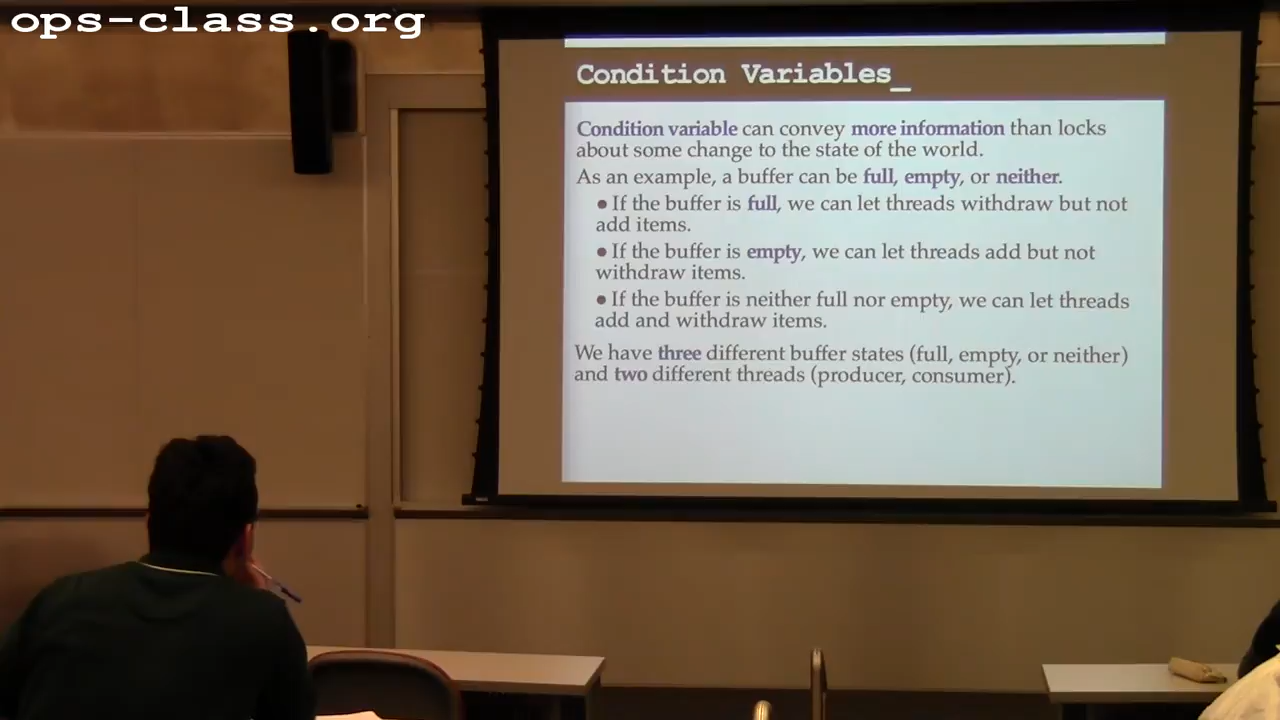 ops-class.org
Condition Variables_
Condition variable can convey more information than locks
about some change to the state of the world.
As an example, a buffer can be full, empty, or neither.
• If the buffer is full, we can let threads withdraw but not
add items.
• If the buffer is empty, we can let threads add but not
withdraw items.
• If the buffer is neither full nor empty, we can let threads
add and withdraw items.
We have three different buffer states (full, empty, or neither)
and two different threads (producer, consumer).